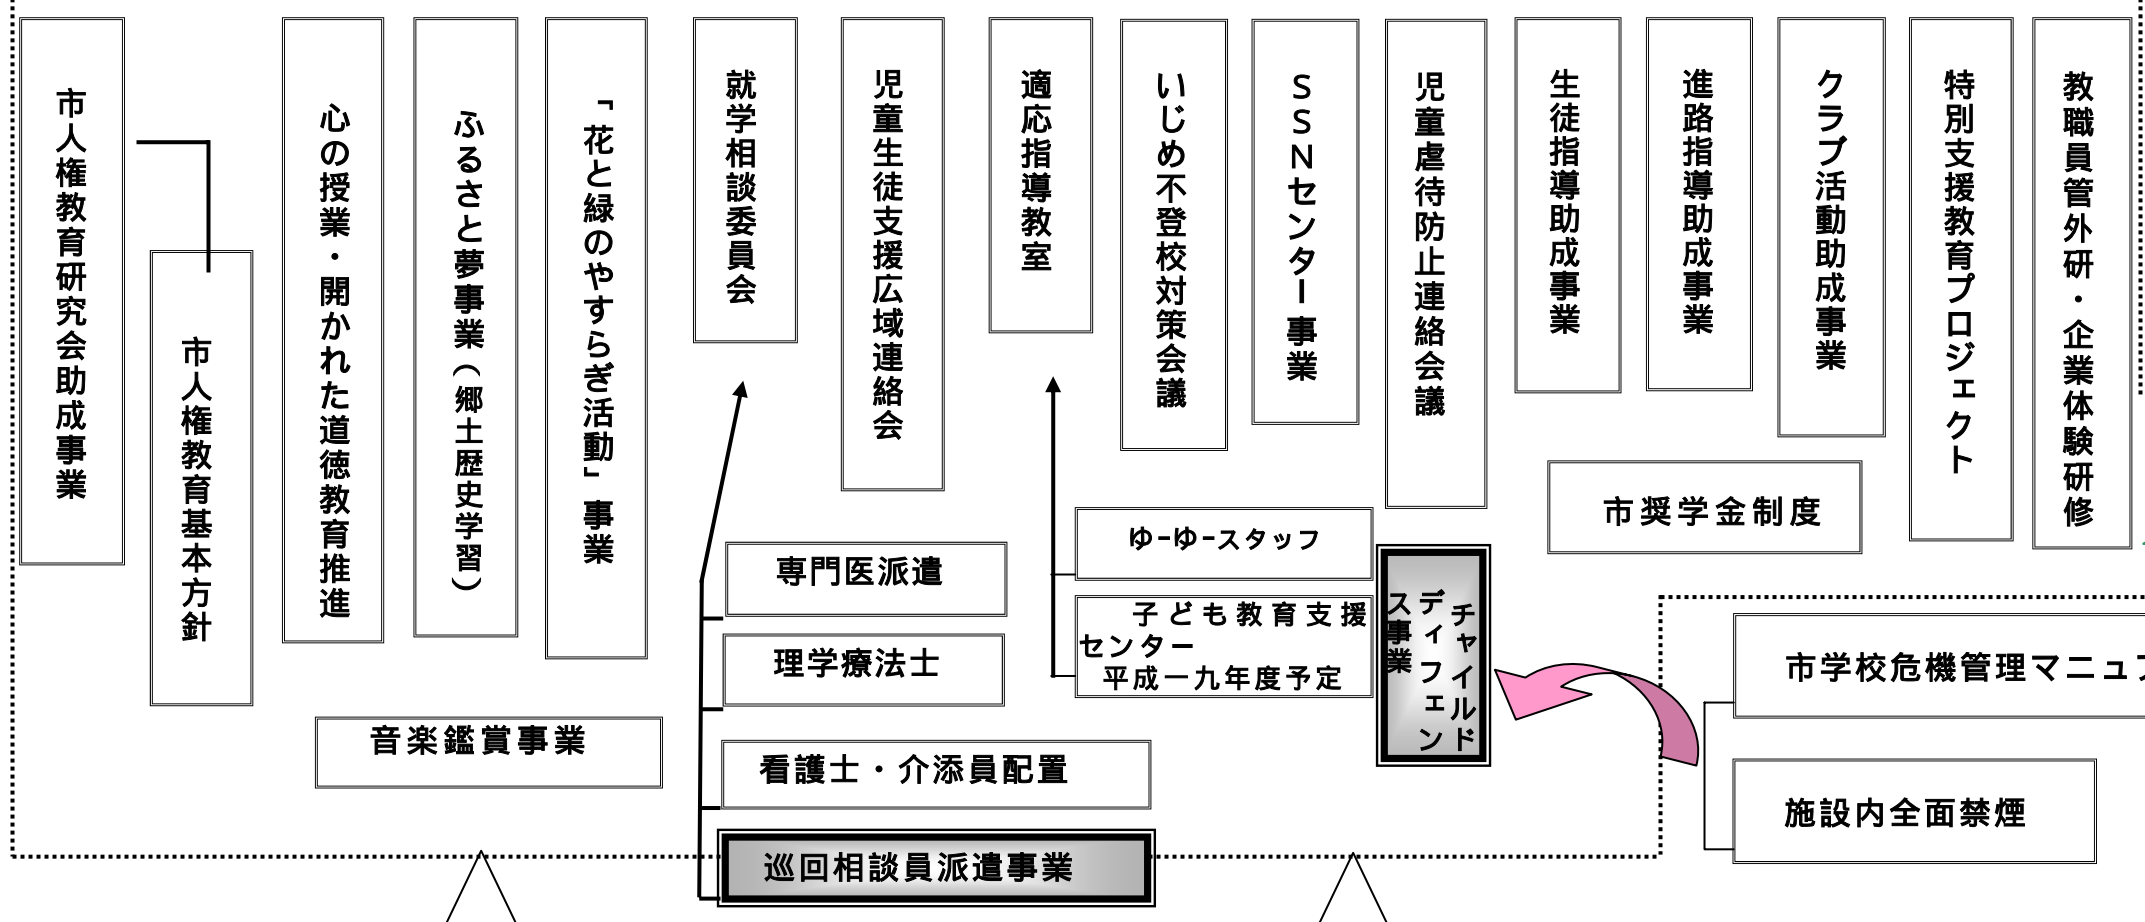 市人権教育研究会助成事業
市人権教育基本方針
心の授業・開かれた道徳教育推進
ふるさと夢事業（郷土歴史学習）
「花と緑のやすらぎ活動」事業
就学相談委員会
児童生徒支援広域連絡会
適応指導教室
いじめ不登校対策会議
ＳＳＮセンター事業
児童虐待防止連絡会議
生徒指導助成事業
進路指導助成事業
クラブ活動助成事業
特別支援教育プロジェクト
教職員管外研・企業体験研修
市奨学金制度
ゆ－ゆ－スタッフ
子ども教育支援
センター
平成一九年度予定
チャイルド
ディフェン
ス事業
専門医派遣
理学療法士
看護士・介添員配置
巡回相談員派遣事業
音楽鑑賞事業
市学校危機管理マニュ
施設内全面禁煙